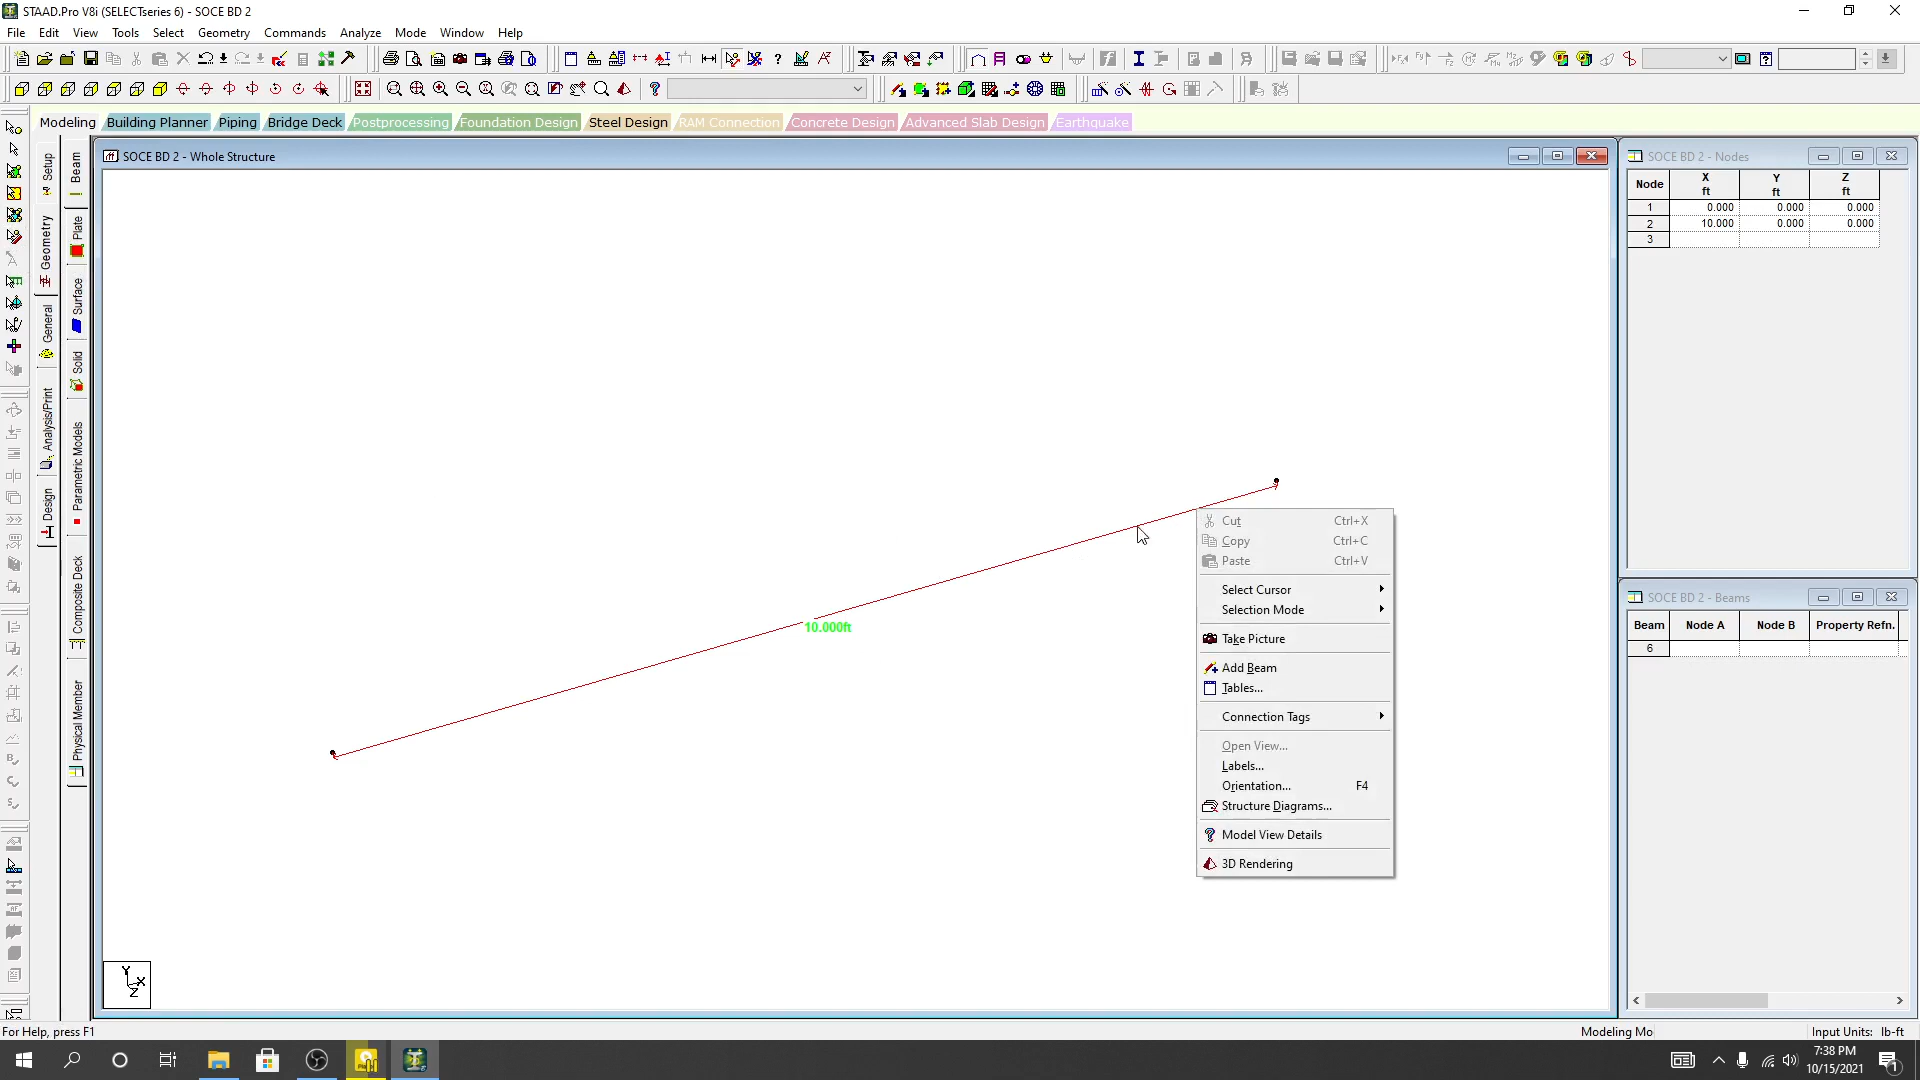 STAAD.Pro V8i (SELECTseries 6) - SOCE BD 2
File Edit View Tools Select Geometry Commands Analyze Mode Window Help
Modeling Building Planner Piping Bridge Deck Postprocessing Foundation Design Steel Design RAM Connection Concrete Design Advanced Slab Design Earthquake
Setup
Geometry
General
Analysis/Print
Design
Beam
Plate
Surface
Solid
Parametric Models
Composite Deck
Physical Member
SOCE BD 2 - Whole Structure
10.000ft
Y
X
Z
Cut Ctrl+X
Copy Ctrl+C
Paste Ctrl+V
Select Cursor
Selection Mode
Take Picture
Add Beam
Tables...
Connection Tags
Open View...
Labels...
Orientation... F4
Structure Diagrams...
Model View Details
3D Rendering
SOCE BD 2 - Nodes
Node X ft Y ft Z ft
1 0.000 0.000 0.000
2 10.000 0.000 0.000
3
SOCE BD 2 - Beams
Beam Node A Node B Property Refn.
6
For Help, press F1
Modeling Mo
Input Units: lb-ft
7:38 PM
10/15/2021
1